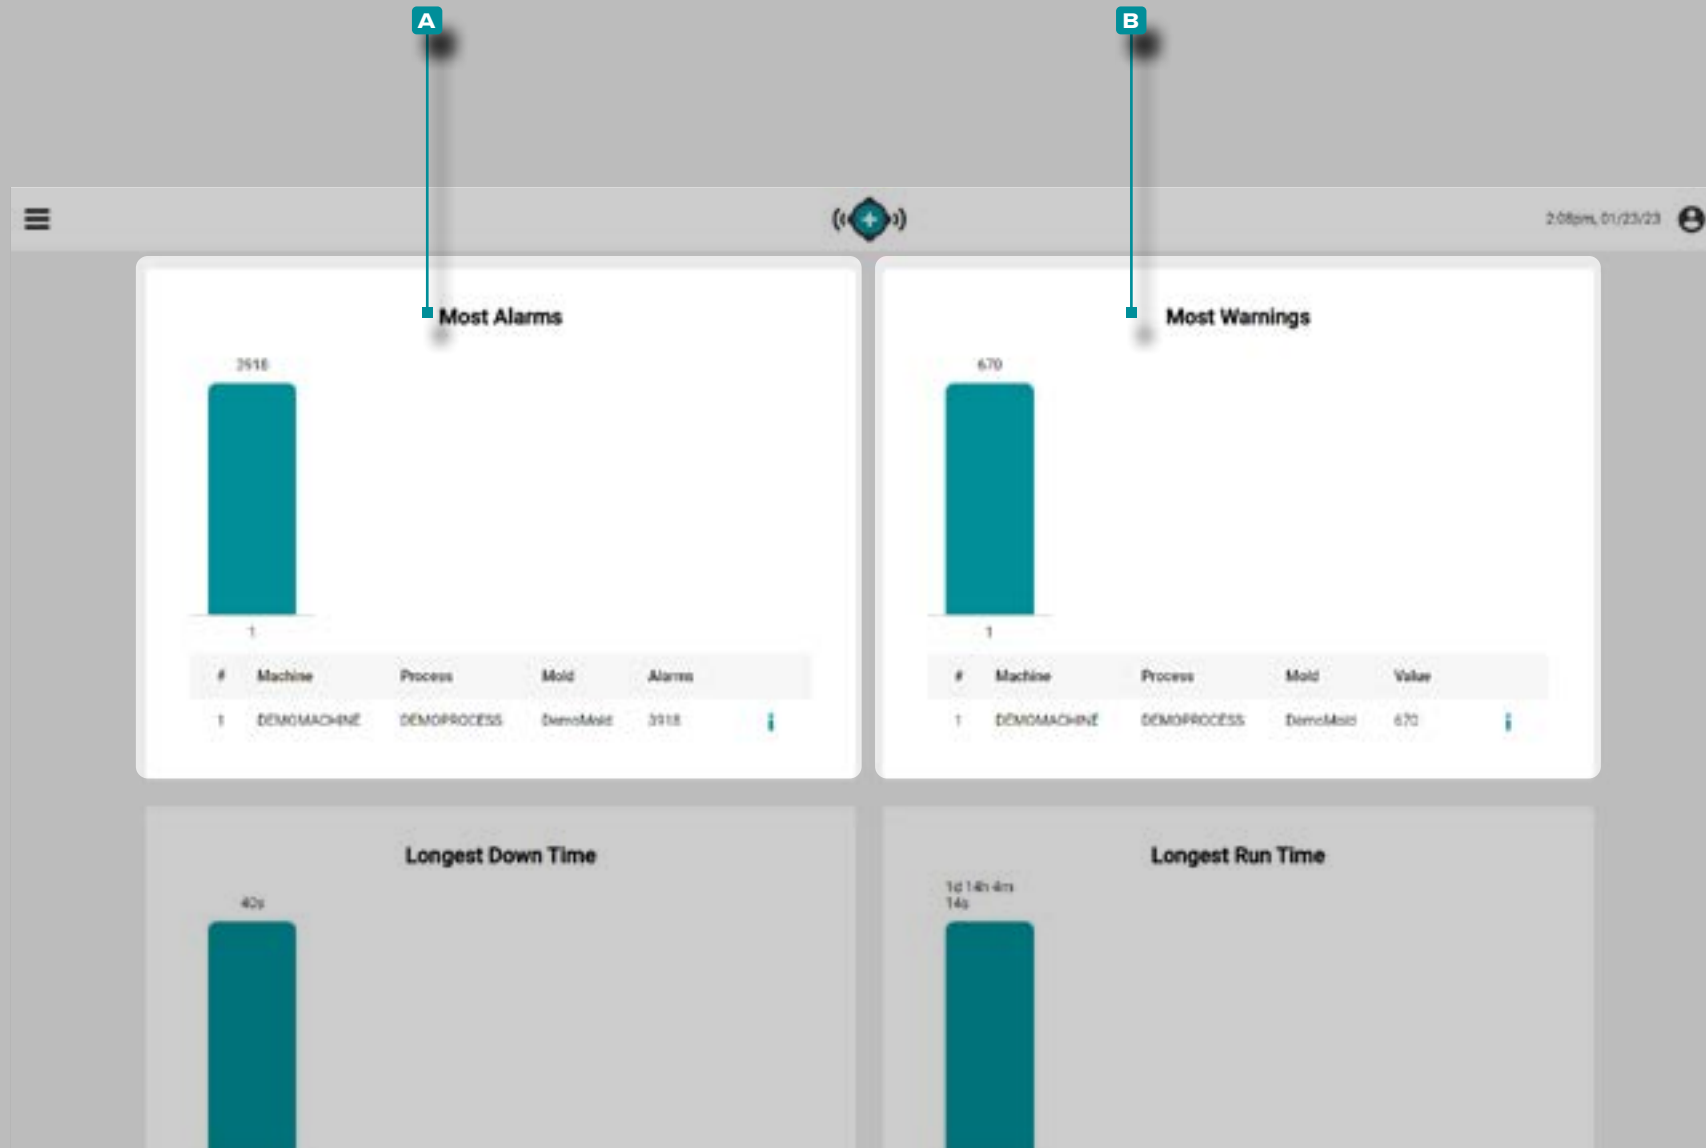 A
B
2:08pm, 01/23/23
Most Alarms
3918
1
# Machine Process Mold Alarms
1 DEMOMACHINE DEMOPROCESS DemoMold 3918
Most Warnings
670
1
# Machine Process Mold Value
1 DEMOMACHINE DEMOPROCESS DemoMold 670
Longest Down Time
40s
Longest Run Time
1d 14h 4m
14s